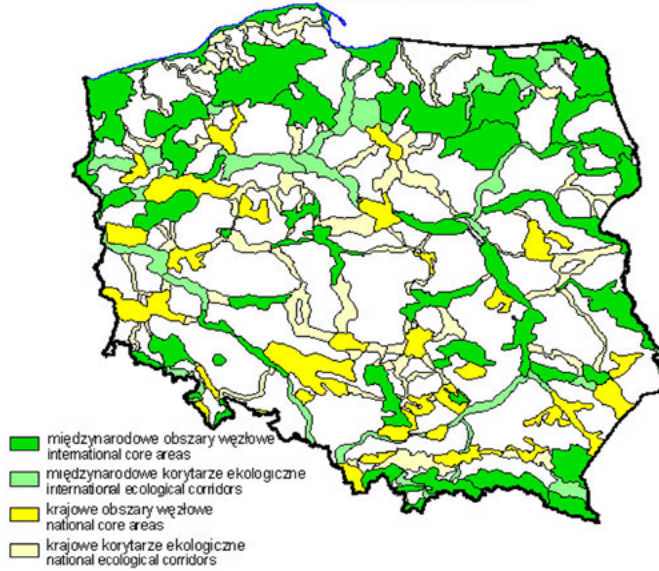 międzynarodowe obszary węzłowe
international core areas
międzynarodowe korytarze ekologiczne
international ecological corridors
krajowe obszary węzłowe
national core areas
krajowe korytarze ekologiczne
national ecological corridors